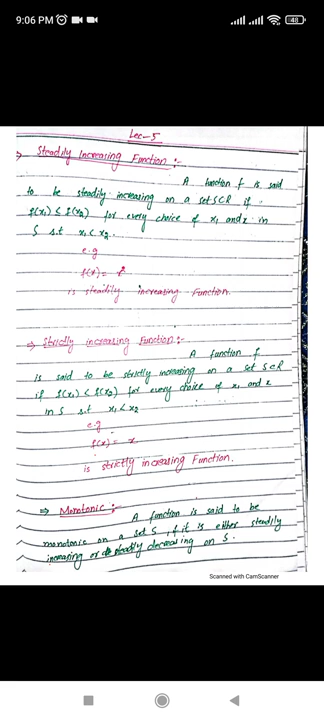 9:06 PM
48
Lec-5
→ Steadily Increasing Function :-
A function f is said
to be steadily increasing on a set S⊂R if
f(x₁) ≤ f(x₂) for every choice of x₁ and x in
S s.t x₁ < x₂.
e.g
f(x) =
is steadily increasing Function.
⇒ Strictly increasing Function :-
A function f
is said to be strictly increasing on a set S⊂R
if f(x₁) < f(x₂) for every choice of x₁ and x
in S s.t x₁ < x₂
e.g
f(x) = x
is strictly increasing Function.
⇒ Monotonic :-
A function is said to be
monotonic on a set S, if it is either steadily
increasing or steadily decreasing on S.
Scanned with CamScanner